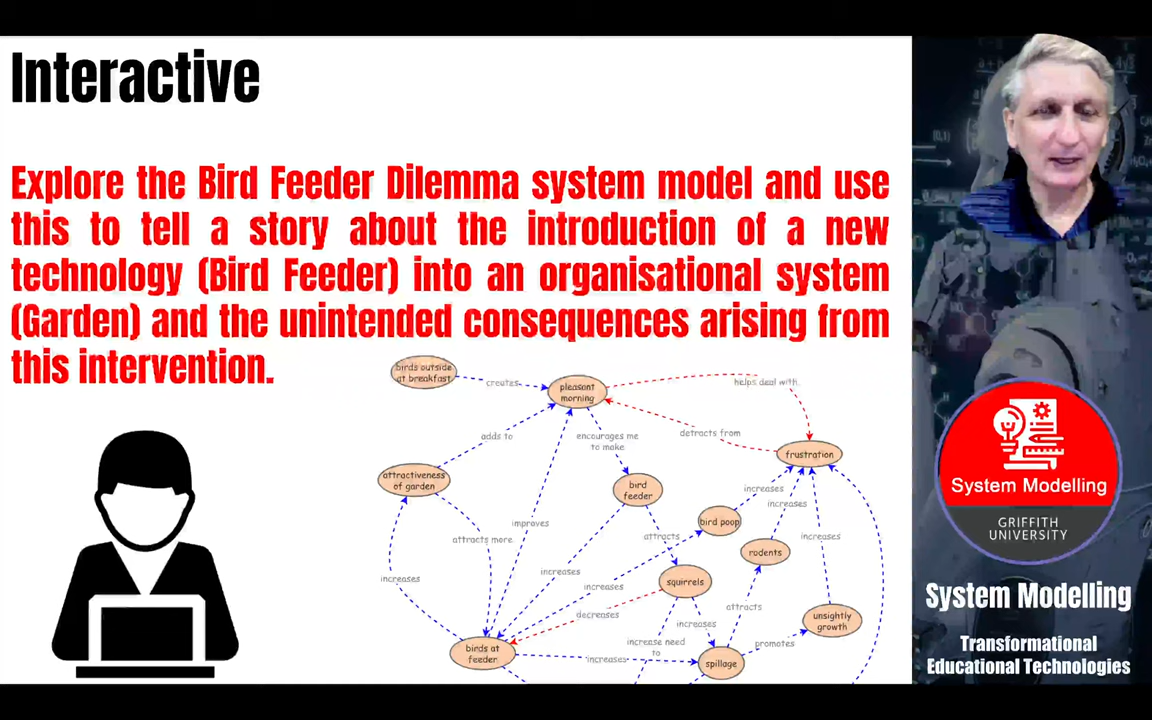 Interactive
Explore the Bird Feeder Dilemma system model and use
this to tell a story about the introduction of a new
technology (Bird Feeder) into an organisational system
(Garden) and the unintended consequences arising from
this intervention.
birds outside
at breakfast
creates
pleasant
morning
helps deal with
adds to
encourages me
to make
detracts from
frustration
attractiveness
of garden
bird
feeder
increases
bird poop
increases
improves
attracts more
attracts
rodents
increases
increases
increases
squirrels
increases
decreases
attracts
unsightly
growth
increases
increase need
to
promotes
birds at
feeder
increases
spillage
System Modelling
GRIFFITH
UNIVERSITY
System Modelling
Transformational
Educational Technologies